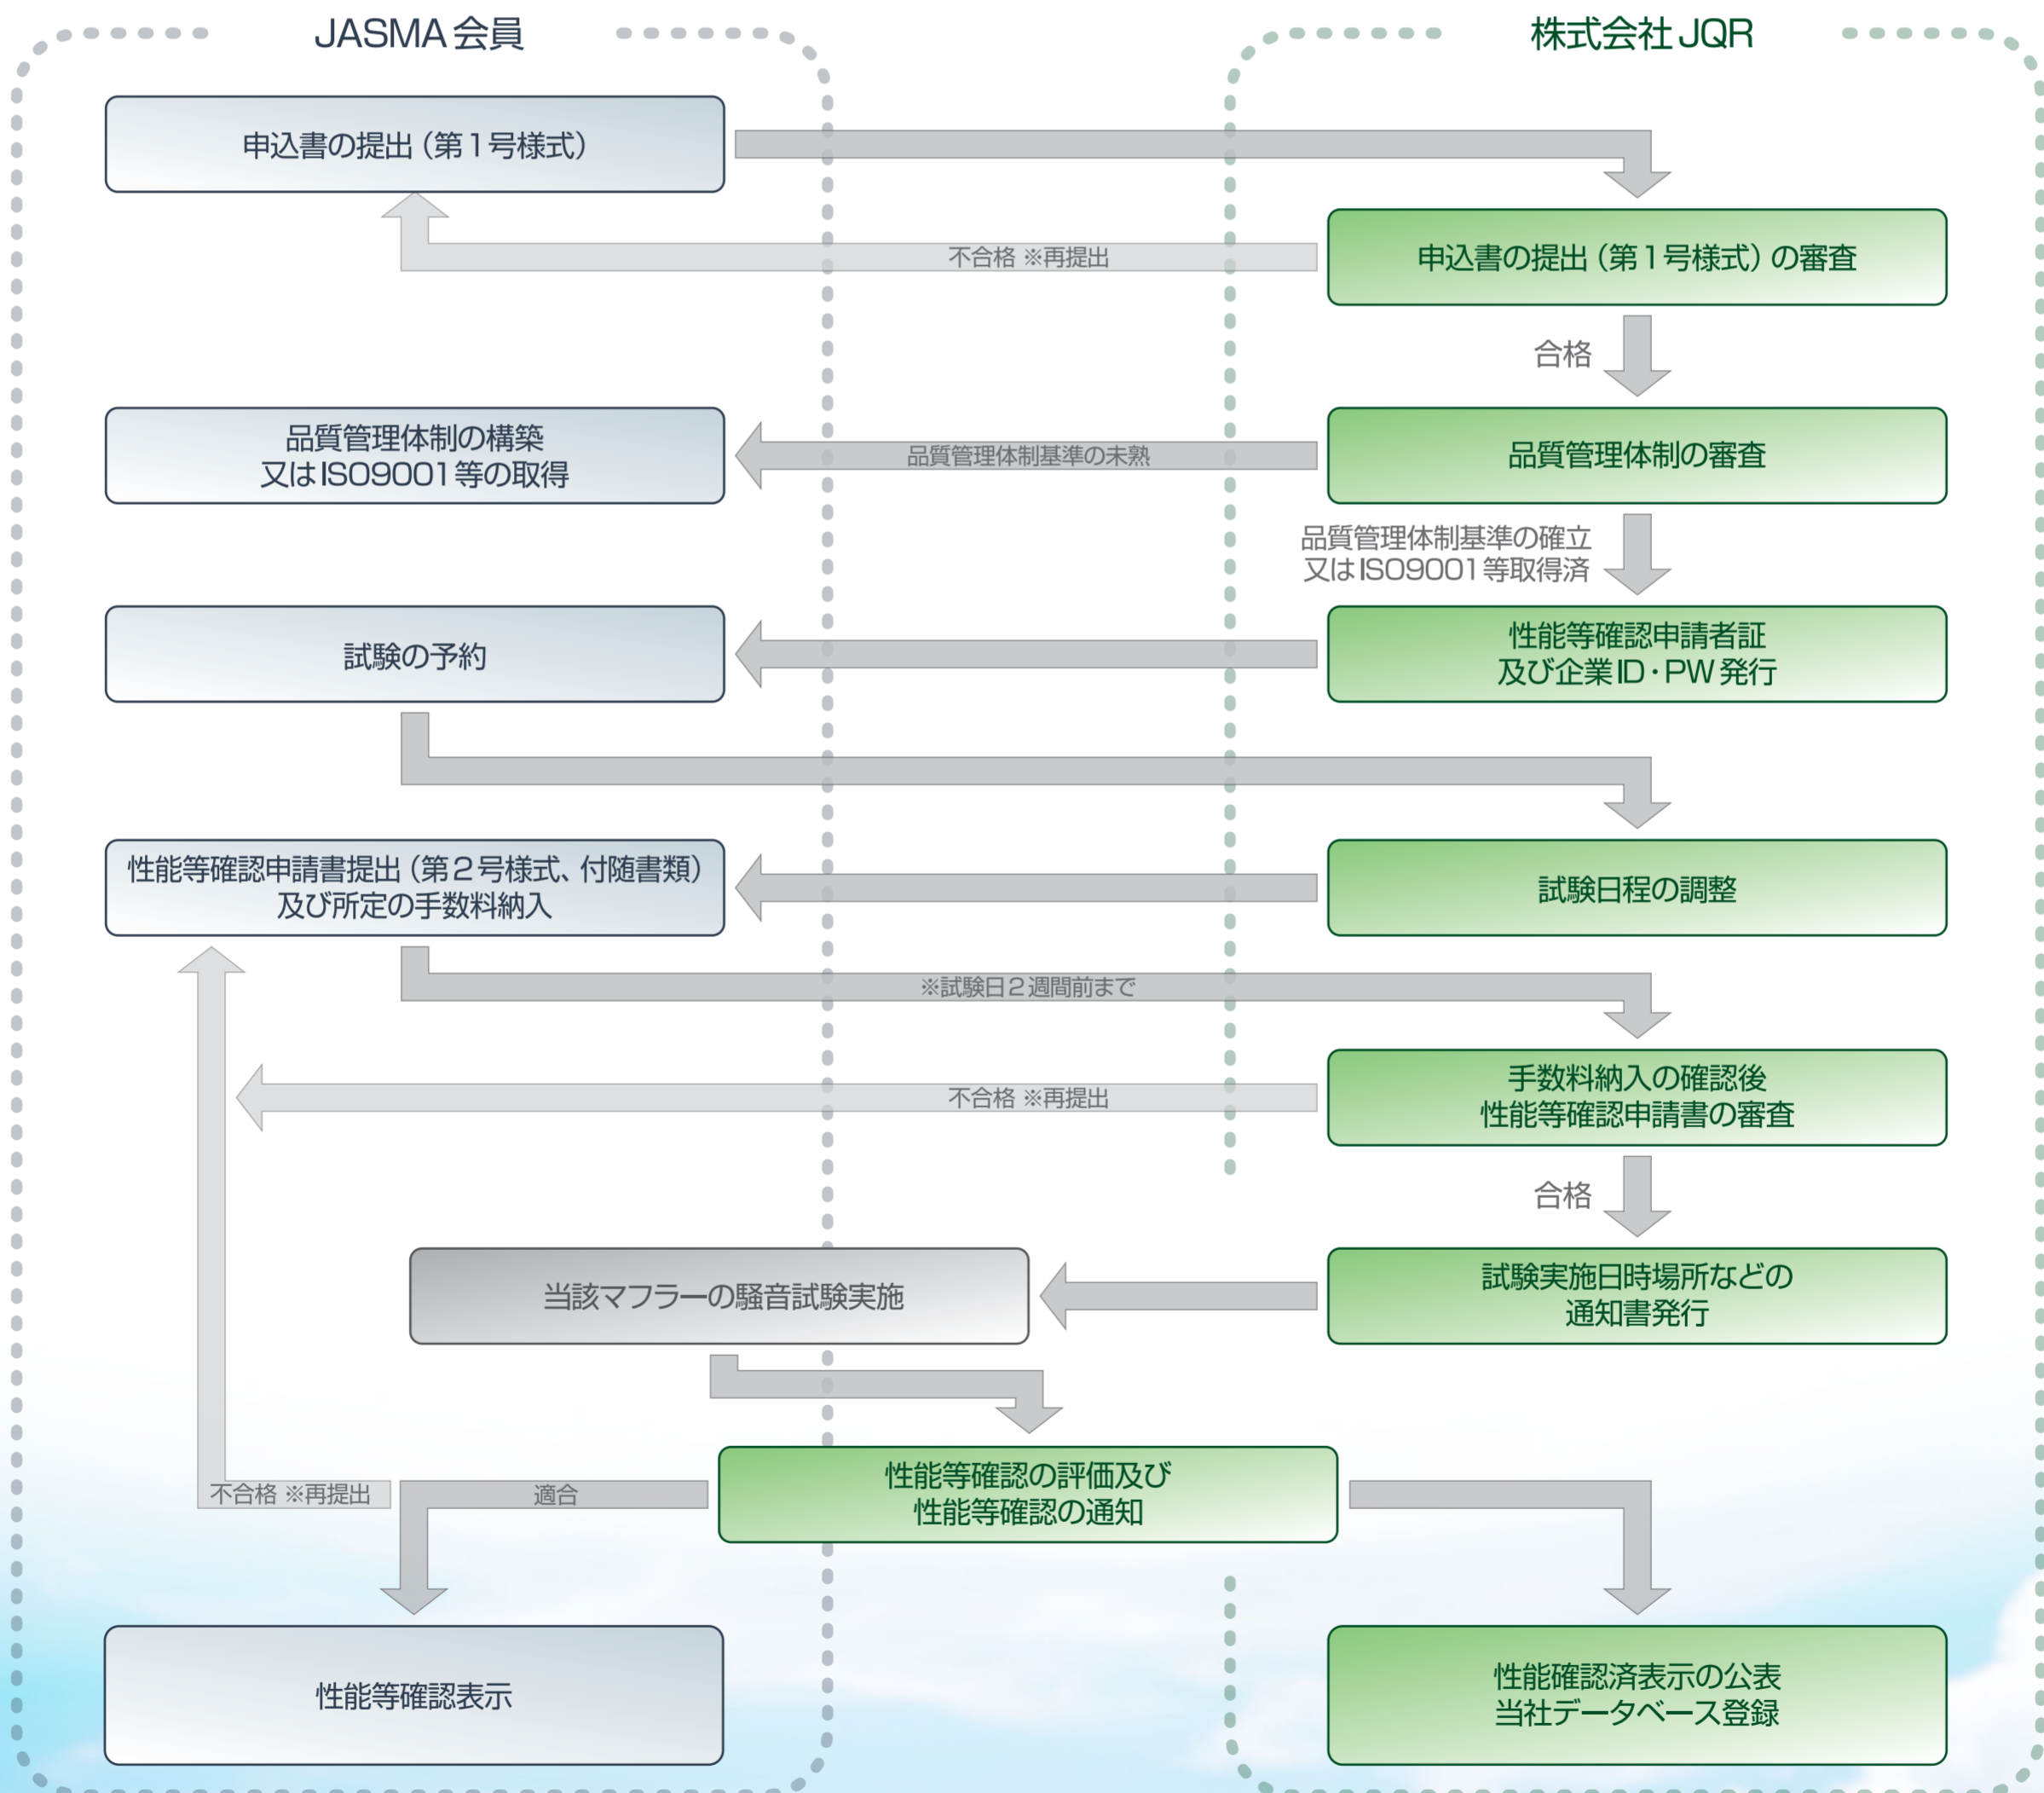 JASMA 会員
株式会社 JQR
申込書の提出（第１号様式）
申込書の提出（第１号様式）の審査
不合格 ※再提出
合格
品質管理体制の構築
又はISO9001等の取得
品質管理体制基準の未熟
品質管理体制の審査
品質管理体制基準の確立
又はISO9001等取得済
試験の予約
性能等確認申請者証
及び企業ID・PW発行
性能等確認申請書提出（第２号様式、付随書類）
及び所定の手数料納入
試験日程の調整
※試験日２週間前まで
不合格 ※再提出
手数料納入の確認後
性能等確認申請書の審査
合格
当該マフラーの騒音試験実施
試験実施日時場所などの
通知書発行
不合格 ※再提出
適合
性能等確認の評価及び
性能等確認の通知
性能等確認表示
性能確認済表示の公表
当社データベース登録